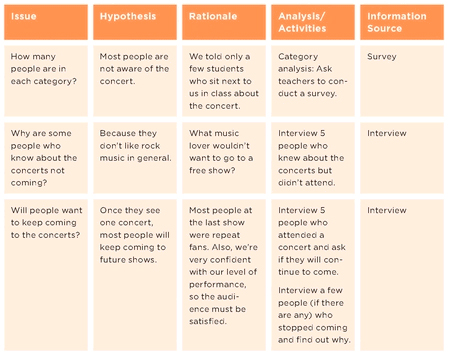 Issue
Hypothesis
Rationale
Analysis/
Activities
Information
Source
How many
people are in
each category?
Most people are
not aware of the
concert.
We told only a
few students
who sit next to
us in class about
the concert.
Category
analysis: Ask
teachers to con-
duct a survey.
Survey
Why are some
people who
know about the
concerts not
coming?
Because they
don't like rock
music in general.
What music
lover wouldn't
want to go to a
free show?
Interview 5
people who
knew about the
concerts but
didn't attend.
Interview
Will people want
to keep coming
to the concerts?
Once they see
one concert,
most people will
keep coming to
future shows.
Most people at
the last show
were repeat
fans. Also, we're
very confident
with our level of
performance,
so the audi-
ence must be
satisfied.
Interview 5
people who
attended a
concert and ask
if they will con-
tinue to come.
Interview a few
people (if there
are any) who
stopped coming
and find out why.
Interview